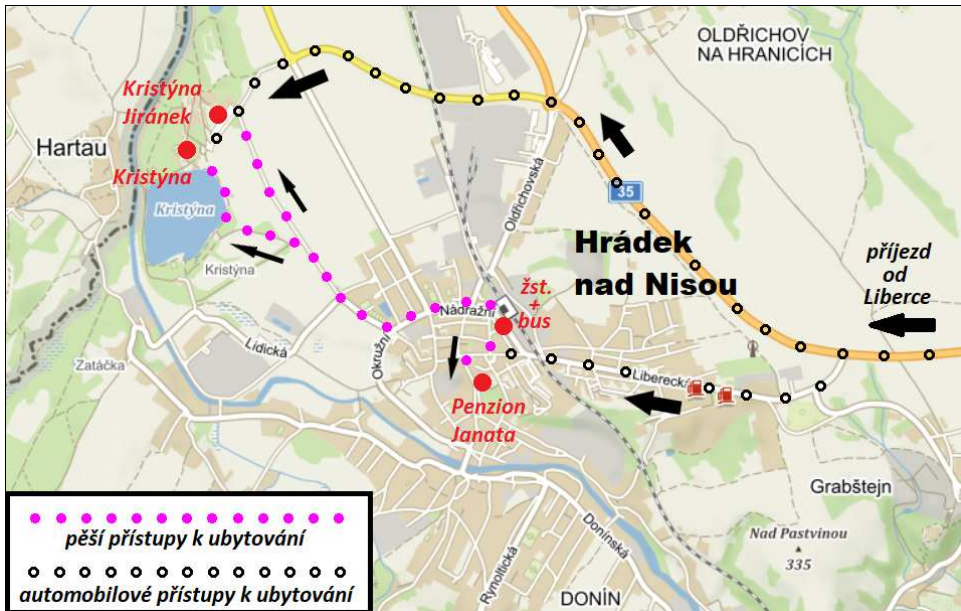 OLDŘICHOV
NA HRANICÍCH
Kristýna
Jiránek
Hartau
Kristýna
Kristýna
Kristýna
Oldřichovská
35
Hrádek
nad Nisou
příjezd
od
Liberce
žst.
+
bus
Nádražní
Okružní
Lidická
Zatáčka
Liberecká
Penzion
Janata
Grabštejn
Nad Pastvinou
335
Donínská
Rynoltická
DONÍN
pěší přístupy k ubytování
automobilové přístupy k ubytování